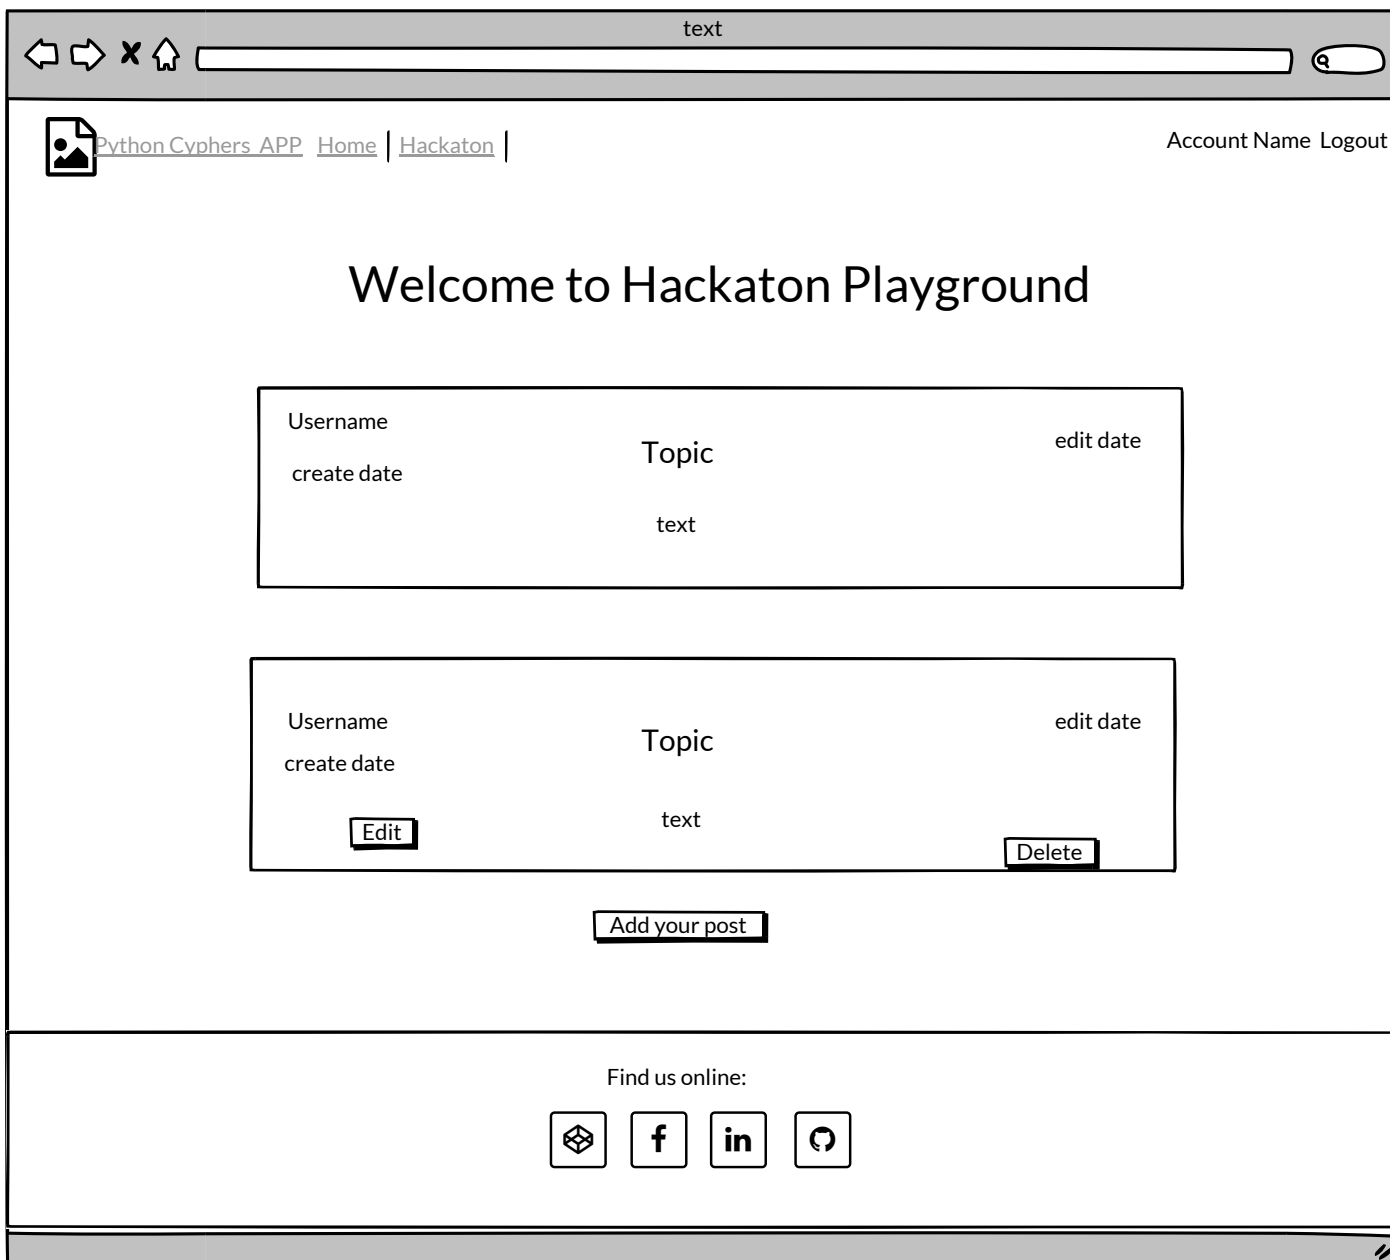 text
Python Cyphers APP Home Hackaton Account Name Logout
Welcome to Hackaton Playground
Username
Topic
edit date
create date
text
Username
Topic
edit date
create date
text
Edit
Delete
Add your post
Find us online: